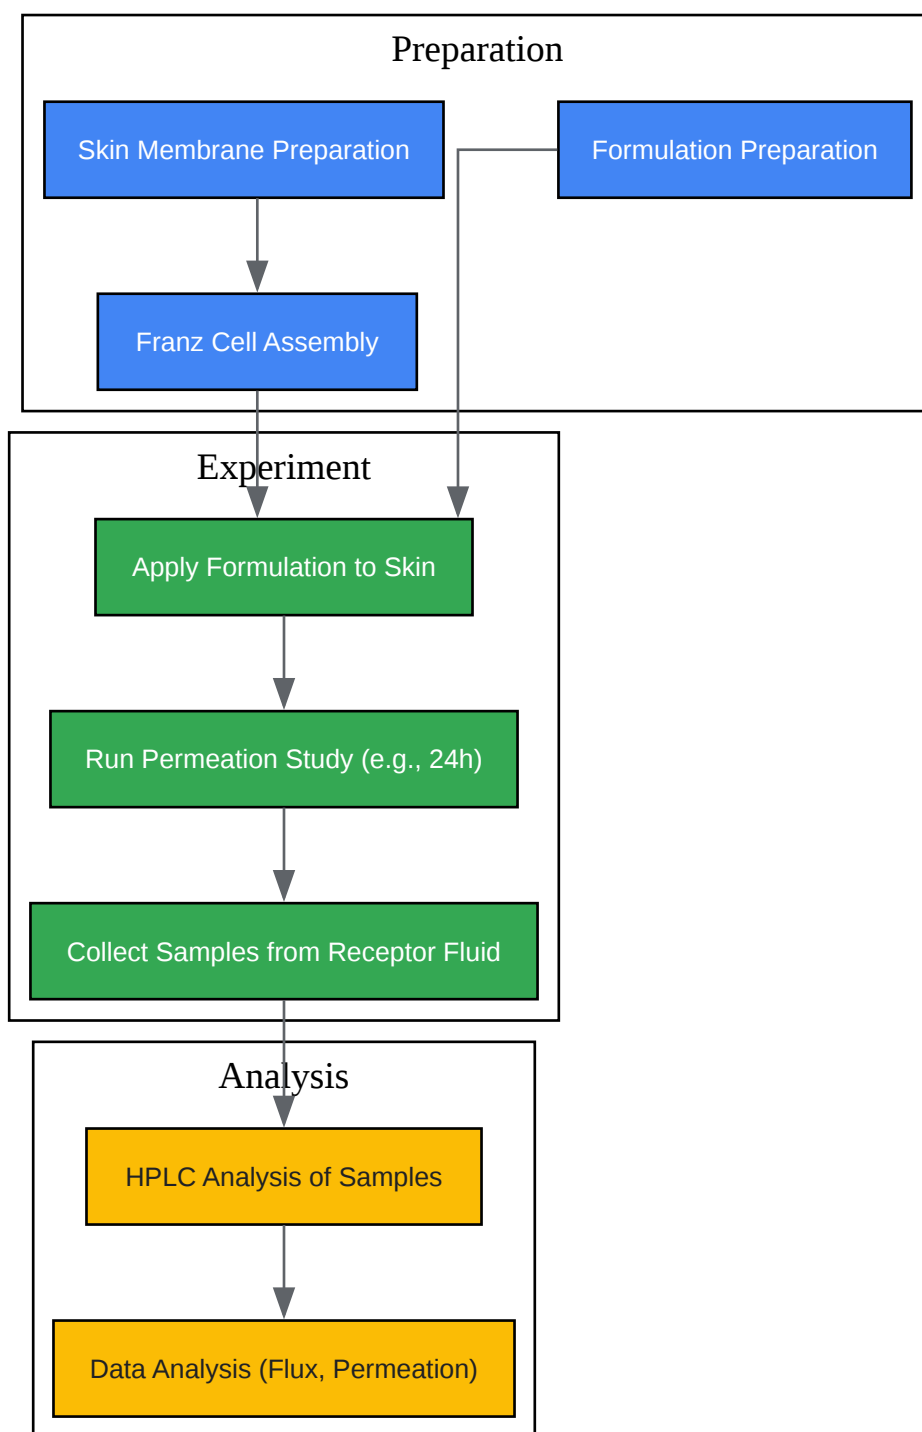 Preparation
Skin Membrane Preparation
Formulation Preparation
Franz Cell Assembly
Experiment
Apply Formulation to Skin
Run Permeation Study (e.g., 24h)
Collect Samples from Receptor Fluid
Analysis
HPLC Analysis of Samples
Data Analysis (Flux, Permeation)